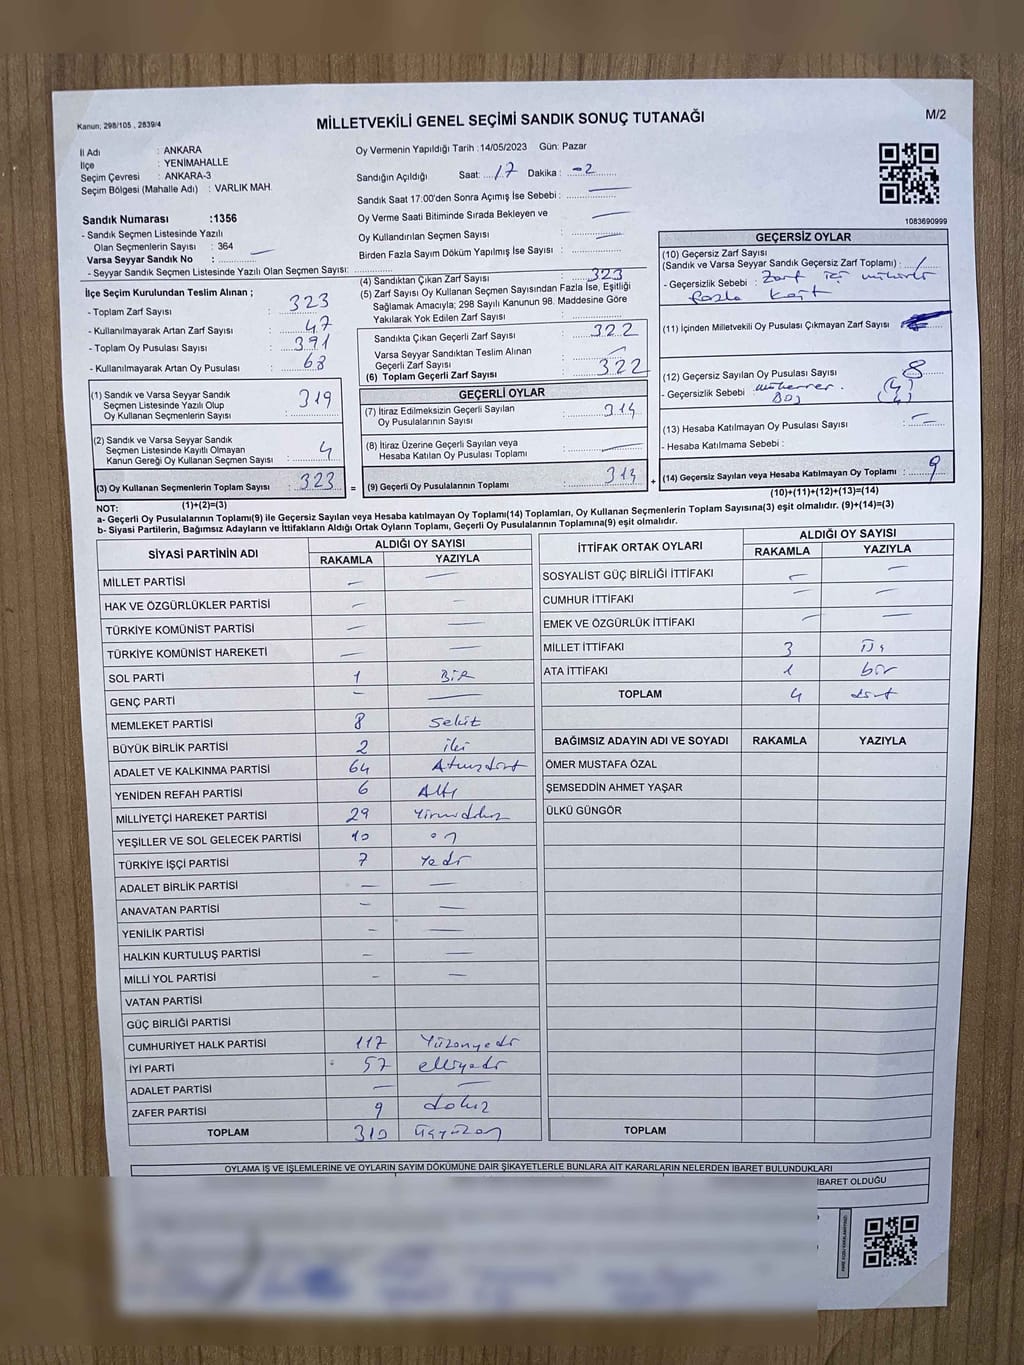 Kanun; 298/105 , 2839/4
MİLLETVEKİLİ GENEL SEÇİMİ SANDIK SONUÇ TUTANAĞI
M/2
İl Adı : ANKARA
İlçe : YENİMAHALLE
Seçim Çevresi : ANKARA-3
Seçim Bölgesi (Mahalle Adı) : VARLIK MAH.
Sandık Numarası :1356
- Sandık Seçmen Listesinde Yazılı
Olan Seçmenlerin Sayısı : 364
Varsa Seyyar Sandık No : —
- Seyyar Sandık Seçmen Listesinde Yazılı Olan Seçmen Sayısı:
Oy Vermenin Yapıldığı Tarih :14/05/2023 Gün: Pazar
Sandığın Açıldığı Saat: 17 Dakika : -2
Sandık Saat 17:00'den Sonra Açımış İse Sebebi : —
Oy Verme Saati Bitiminde Sırada Bekleyen ve —
Oy Kullandırılan Seçmen Sayısı —
Birden Fazla Sayım Döküm Yapılmış İse Sayısı :
1083690999
İlçe Seçim Kurulundan Teslim Alınan ;
- Toplam Zarf Sayısı : 323
- Kullanılmayarak Artan Zarf Sayısı : 47
- Toplam Oy Pusulası Sayısı : 391
- Kullanılmayarak Artan Oy Pusulası : 68
(1) Sandık ve Varsa Seyyar Sandık
Seçmen Listesinde Yazılı Olup
Oy Kullanan Seçmenlerin Sayısı : 319
(2) Sandık ve Varsa Seyyar Sandık
Seçmen Listesinde Kayıtlı Olmayan
Kanun Gereği Oy Kullanan Seçmen Sayısı : 4
(3) Oy Kullanan Seçmenlerin Toplam Sayısı : 323
(1)+(2)=(3)
(4) Sandıktan Çıkan Zarf Sayısı : 323
(5) Zarf Sayısı Oy Kullanan Seçmen Sayısından Fazla İse, Eşitliği
Sağlamak Amacıyla; 298 Sayılı Kanunun 98. Maddesine Göre
Yakılarak Yok Edilen Zarf Sayısı :
Sandıkta Çıkan Geçerli Zarf Sayısı : 322
Varsa Seyyar Sandıktan Teslim Alınan
Geçerli Zarf Sayısı : —
(6) Toplam Geçerli Zarf Sayısı : 322
GEÇERLİ OYLAR
(7) İtiraz Edilmeksizin Geçerli Sayılan
Oy Pusulalarının Sayısı : 314
(8) İtiraz Üzerine Geçerli Sayılan veya
Hesaba Katılan Oy Pusulası Toplamı : —
= (9) Geçerli Oy Pusulalarının Toplamı : 314
GEÇERSİZ OYLAR
(10) Geçersiz Zarf Sayısı
(Sandık ve Varsa Seyyar Sandık Geçersiz Zarf Toplamı) : 1
- Geçersizlik Sebebi : Zarf içi mühürlü
fazla kağıt
(11) İçinden Milletvekili Oy Pusulası Çıkmayan Zarf Sayısı
(12) Geçersiz Sayılan Oy Pusulası Sayısı : 8
- Geçersizlik Sebebi : mükerrer. (4)
Boş (4)
(13) Hesaba Katılmayan Oy Pusulası Sayısı : —
- Hesaba Katılmama Sebebi :
+ (14) Geçersiz Sayılan veya Hesaba Katılmayan Oy Toplamı : 9
(10)+(11)+(12)+(13)=(14)
NOT:
a- Geçerli Oy Pusulalarının Toplamı(9) ile Geçersiz Sayılan veya Hesaba Katılmayan Oy Toplamı(14) Toplamları, Oy Kullanan Seçmenlerin Toplam Sayısına(3) eşit olmalıdır. (9)+(14)=(3)
b- Siyasi Partilerin, Bağımsız Adayların ve İttifakların Aldığı Ortak Oyların Toplamı, Geçerli Oy Pusulalarının Toplamına(9) eşit olmalıdır.
SİYASİ PARTİNİN ADI ALDIĞI OY SAYISI
RAKAMLA YAZIYLA
MİLLET PARTİSİ — —
HAK VE ÖZGÜRLÜKLER PARTİSİ — —
TÜRKİYE KOMÜNİST PARTİSİ — —
TÜRKİYE KOMÜNİST HAREKETİ — —
SOL PARTİ 1 BİR
GENÇ PARTİ — —
MEMLEKET PARTİSİ 8 sekiz
BÜYÜK BİRLİK PARTİSİ 2 iki
ADALET VE KALKINMA PARTİSİ 64 Atmışdört
YENİDEN REFAH PARTİSİ 6 Altı
MİLLİYETÇİ HAREKET PARTİSİ 29 Yirmidokuz
YEŞİLLER VE SOL GELECEK PARTİSİ 10 on
TÜRKİYE İŞÇİ PARTİSİ 7 Yedi
ADALET BİRLİK PARTİSİ — —
ANAVATAN PARTİSİ — —
YENİLİK PARTİSİ — —
HALKIN KURTULUŞ PARTİSİ — —
MİLLİ YOL PARTİSİ — —
VATAN PARTİSİ
GÜÇ BİRLİĞİ PARTİSİ
CUMHURİYET HALK PARTİSİ 117 Yüzonyedi
İYİ PARTİ 57 elliyedi
ADALET PARTİSİ — —
ZAFER PARTİSİ 9 dokuz
TOPLAM 310 Üçyüzon
İTTİFAK ORTAK OYLARI ALDIĞI OY SAYISI
RAKAMLA YAZIYLA
SOSYALİST GÜÇ BİRLİĞİ İTTİFAKI — —
CUMHUR İTTİFAKI — —
EMEK VE ÖZGÜRLÜK İTTİFAKI — —
MİLLET İTTİFAKI 3 Üç
ATA İTTİFAKI 1 bir
TOPLAM 4 dört
BAĞIMSIZ ADAYIN ADI VE SOYADI RAKAMLA YAZIYLA
ÖMER MUSTAFA ÖZAL
ŞEMSEDDİN AHMET YAŞAR
ÜLKÜ GÜNGÖR
TOPLAM
OYLAMA İŞ VE İŞLEMLERİNE VE OYLARIN SAYIM DÖKÜMÜNE DAİR ŞİKAYETLERLE BUNLARA AİT KARARLARIN NELERDEN İBARET BULUNDUKLARI
İBARET OLDUĞU